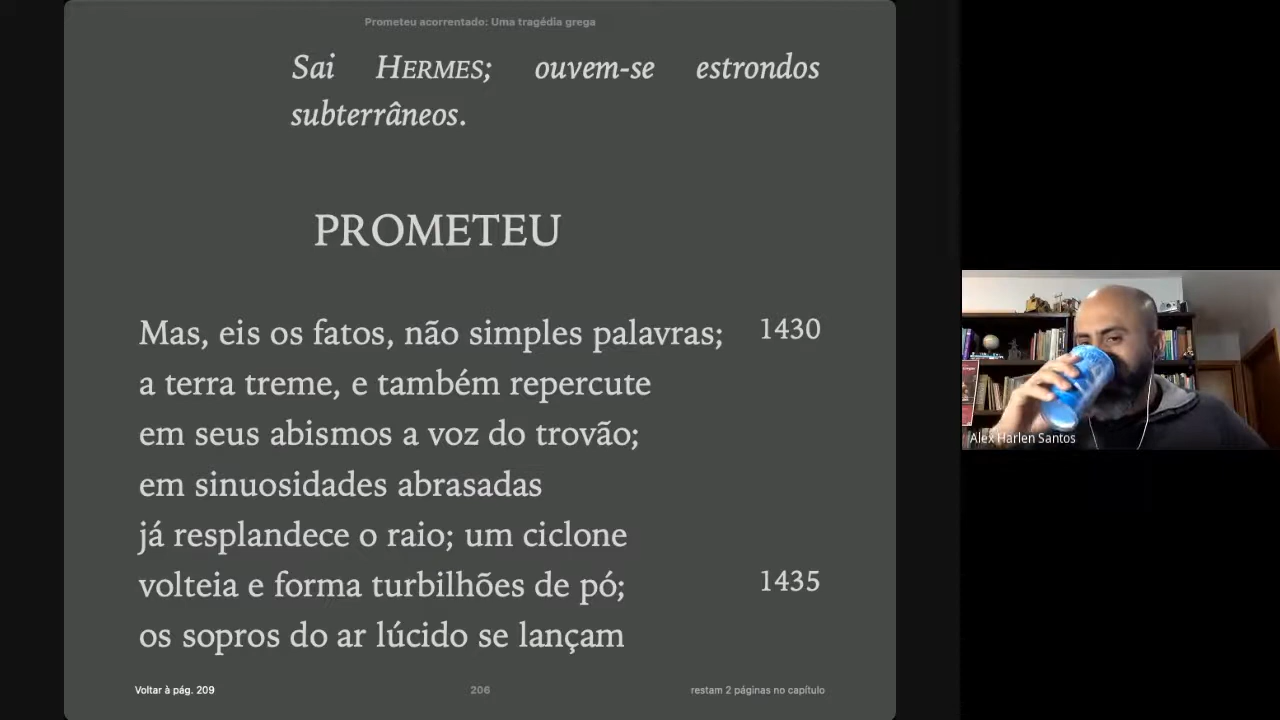 Prometeu acorrentado: Uma tragédia grega
Sai HERMES; ouvem-se estrondos
subterrâneos.
PROMETEU
Mas, eis os fatos, não simples palavras; 1430
a terra treme, e também repercute
em seus abismos a voz do trovão;
em sinuosidades abrasadas
já resplandece o raio; um ciclone
volteia e forma turbilhões de pó; 1435
os sopros do ar lúcido se lançam
Voltar à pág. 209 206 restam 2 páginas no capítulo
Alex Harlen Santos